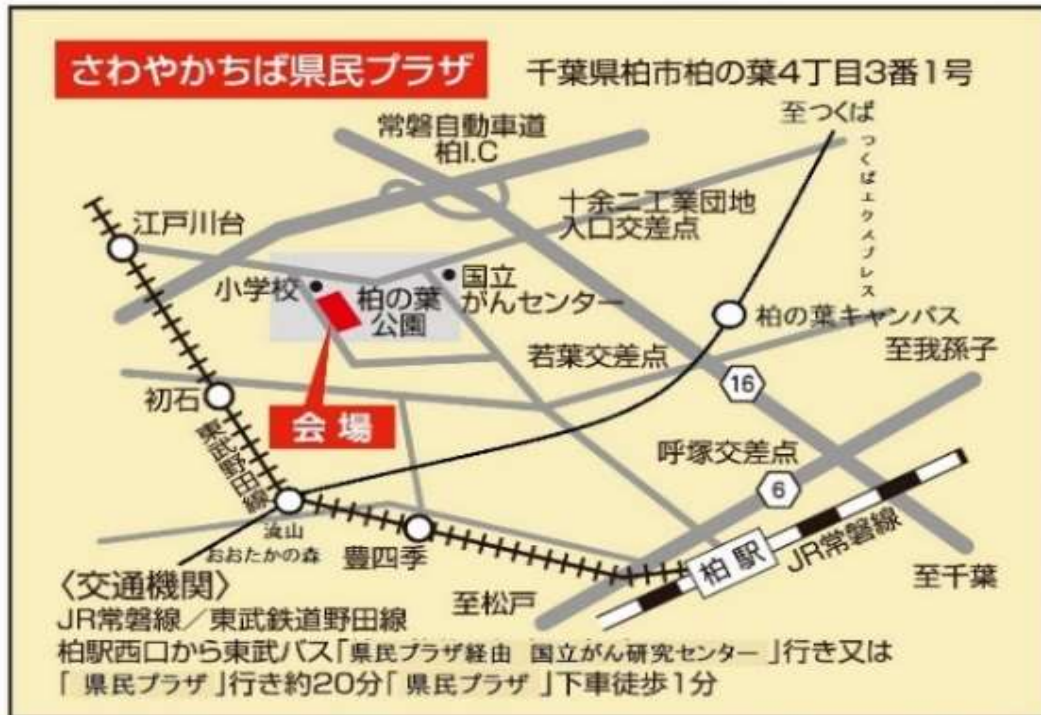 さわやかちば県民プラザ
千葉県柏市柏の葉4丁目3番1号
至つくば
常磐自動車道
柏I.C
つくばエクスプレス
十余二工業団地
入口交差点
江戸川台
小学校
柏の葉
公園
国立
がんセンター
柏の葉キャンパス
至我孫子
若葉交差点
16
初石
会場
東武野田線
呼塚交差点
6
流山
おおたかの森
豊四季
柏駅
JR常磐線
至千葉
至松戸
〈交通機関〉
JR常磐線／東武鉄道野田線
柏駅西口から東武バス「県民プラザ経由 国立がん研究センター」行き又は
「県民プラザ」行き約20分「県民プラザ」下車徒歩1分